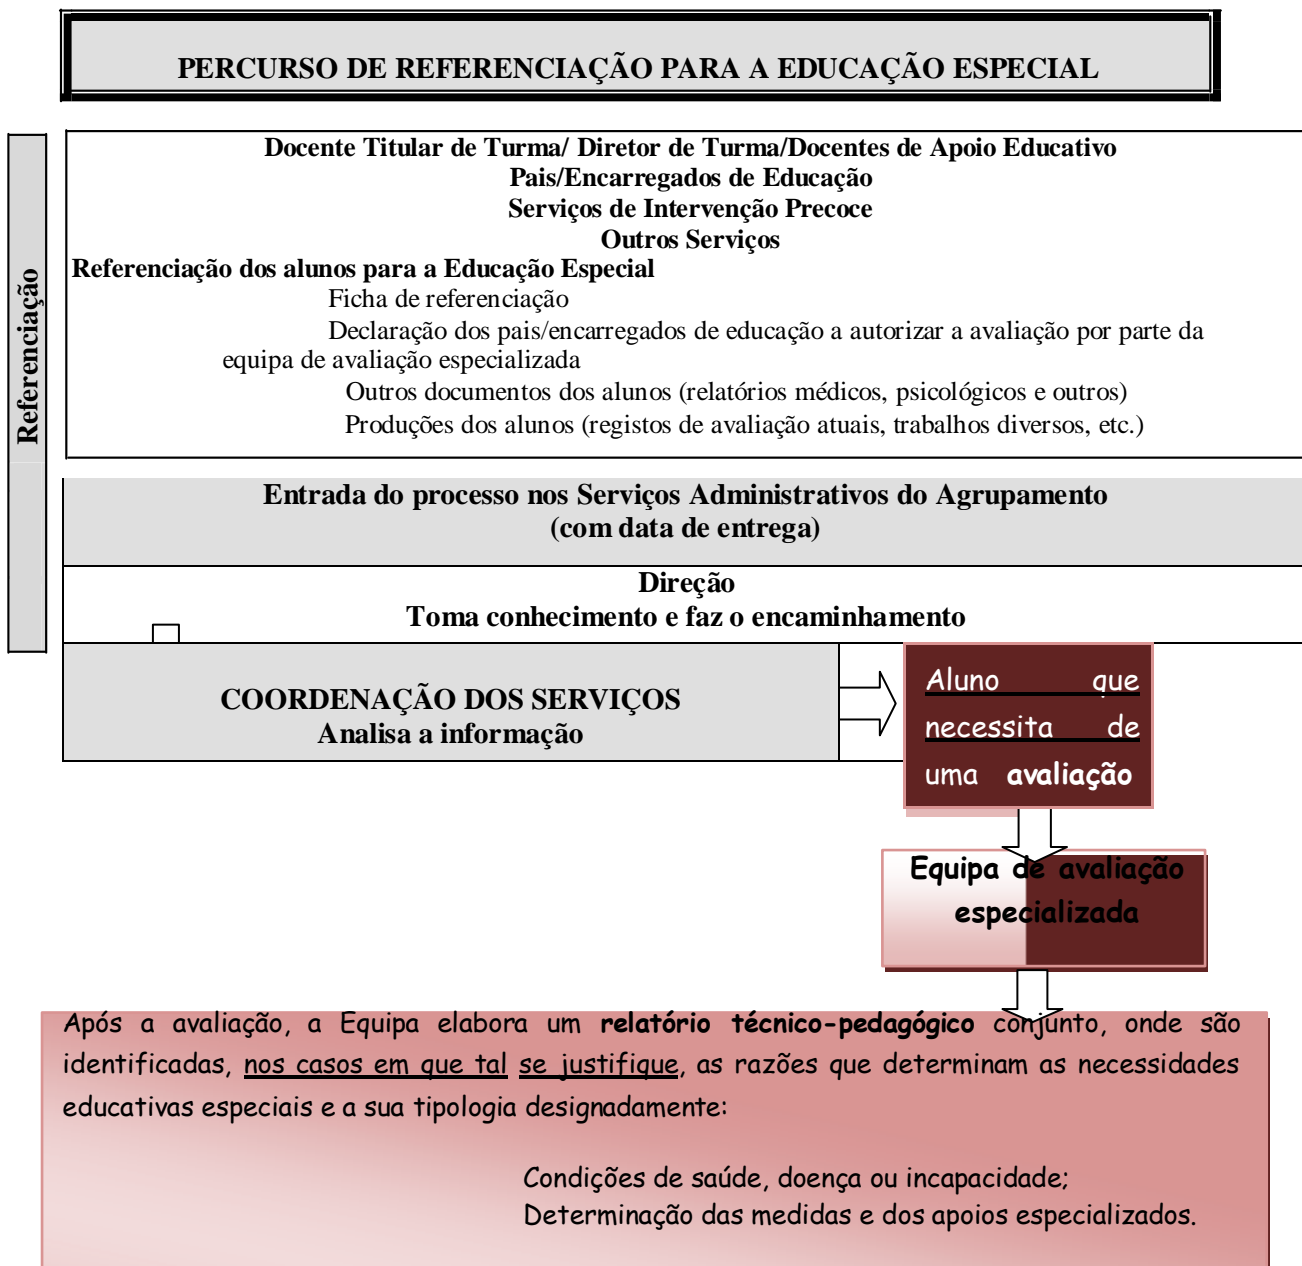 PERCURSO DE REFERENCIAÇÃO PARA A EDUCAÇÃO ESPECIAL
Referenciação
Docente Titular de Turma/ Diretor de Turma/Docentes de Apoio Educativo
Pais/Encarregados de Educação
Serviços de Intervenção Precoce
Outros Serviços
Referenciação dos alunos para a Educação Especial
Ficha de referenciação
Declaração dos pais/encarregados de educação a autorizar a avaliação por parte da
equipa de avaliação especializada
Outros documentos dos alunos (relatórios médicos, psicológicos e outros)
Produções dos alunos (registos de avaliação atuais, trabalhos diversos, etc.)
Entrada do processo nos Serviços Administrativos do Agrupamento
(com data de entrega)
Direção
Toma conhecimento e faz o encaminhamento
COORDENAÇÃO DOS SERVIÇOS
Analisa a informação
Aluno que
necessita de
uma avaliação
Equipa de avaliação
especializada
Após a avaliação, a Equipa elabora um relatório técnico-pedagógico conjunto, onde são
identificadas, nos casos em que tal se justifique, as razões que determinam as necessidades
educativas especiais e a sua tipologia designadamente:
Condições de saúde, doença ou incapacidade;
Determinação das medidas e dos apoios especializados.